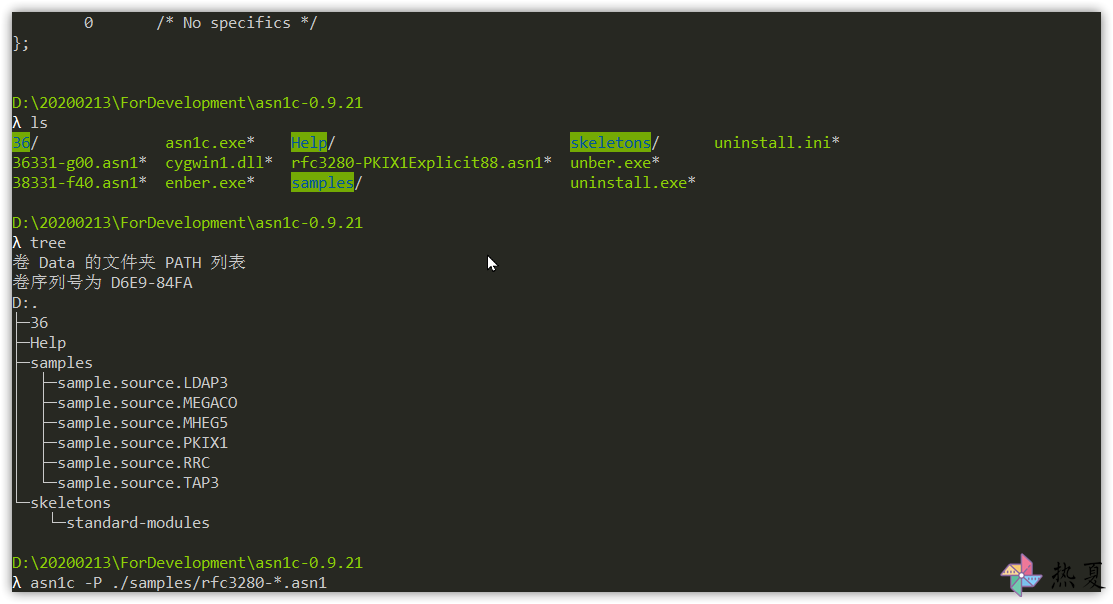 0 /* No specifics */
};
D:\20200213\ForDevelopment\asn1c-0.9.21
λ ls
36/ asn1c.exe* Help/ skeletons/ uninstall.ini*
36331-g00.asn1* cygwin1.dll* rfc3280-PKIX1Explicit88.asn1* unber.exe*
38331-f40.asn1* enber.exe* samples/ uninstall.exe*
D:\20200213\ForDevelopment\asn1c-0.9.21
λ tree
卷 Data 的文件夹 PATH 列表
卷序列号为 D6E9-84FA
D:.
├─36
├─Help
├─samples
│  ├─sample.source.LDAP3
│  ├─sample.source.MEGACO
│  ├─sample.source.MHEG5
│  ├─sample.source.PKIX1
│  ├─sample.source.RRC
│  └─sample.source.TAP3
└─skeletons
    └─standard-modules
D:\20200213\ForDevelopment\asn1c-0.9.21
λ asn1c -P ./samples/rfc3280-*.asn1
热夏